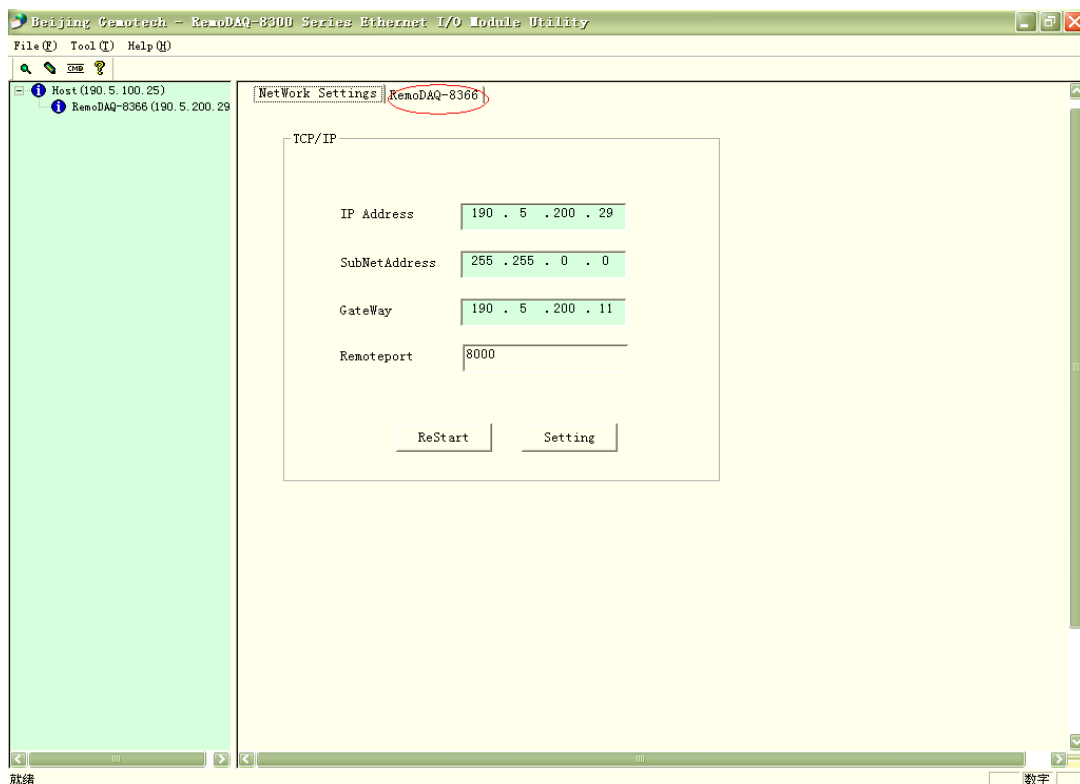 Beijing Gemotech - RemoDAQ-8300 Series Ethernet I/O Module Utility
File(F) Tool(T) Help(H)
CMD
Host(190.5.100.25)
RemoDAQ-8366(190.5.200.29
NetWork Settings
RemoDAQ-8366
TCP/IP
IP Address 190 . 5 .200 . 29
SubNetAddress 255 .255 . 0 . 0
GateWay 190 . 5 .200 . 11
Remoteport 8000
ReStart Setting
就绪 数字